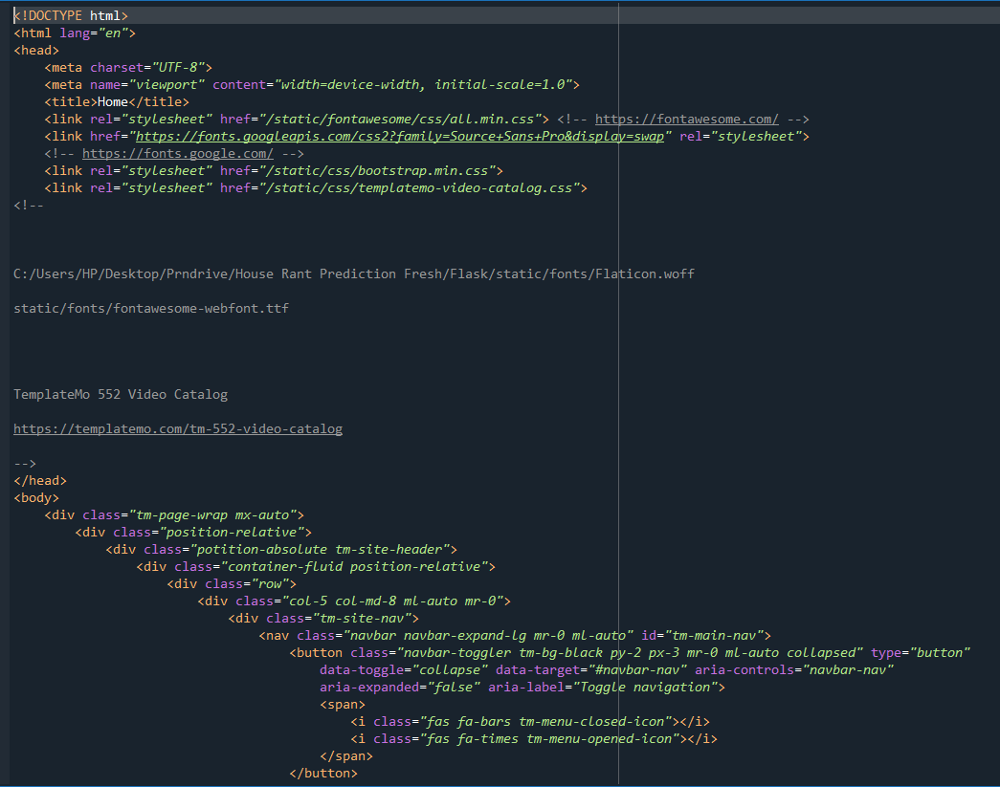 <!DOCTYPE html>
<html lang="en">
<head>
    <meta charset="UTF-8">
    <meta name="viewport" content="width=device-width, initial-scale=1.0">
    <title>Home</title>
    <link rel="stylesheet" href="/static/fontawesome/css/all.min.css"> <!-- https://fontawesome.com/ -->
    <link href="https://fonts.googleapis.com/css2?family=Source+Sans+Pro&display=swap" rel="stylesheet">
    <!-- https://fonts.google.com/ -->
    <link rel="stylesheet" href="/static/css/bootstrap.min.css">
    <link rel="stylesheet" href="/static/css/templatemo-video-catalog.css">
<!--
C:/Users/HP/Desktop/Prndrive/House Rant Prediction Fresh/Flask/static/fonts/Flaticon.woff
static/fonts/fontawesome-webfont.ttf
TemplateMo 552 Video Catalog
https://templatemo.com/tm-552-video-catalog
-->
</head>
<body>
    <div class="tm-page-wrap mx-auto">
        <div class="position-relative">
            <div class="potition-absolute tm-site-header">
                <div class="container-fluid position-relative">
                    <div class="row">
                        <div class="col-5 col-md-8 ml-auto mr-0">
                            <div class="tm-site-nav">
                                <nav class="navbar navbar-expand-lg mr-0 ml-auto" id="tm-main-nav">
                                    <button class="navbar-toggler tm-bg-black py-2 px-3 mr-0 ml-auto collapsed" type="button"
                                        data-toggle="collapse" data-target="#navbar-nav" aria-controls="navbar-nav"
                                        aria-expanded="false" aria-label="Toggle navigation">
                                        <span>
                                            <i class="fas fa-bars tm-menu-closed-icon"></i>
                                            <i class="fas fa-times tm-menu-opened-icon"></i>
                                        </span>
                                    </button>